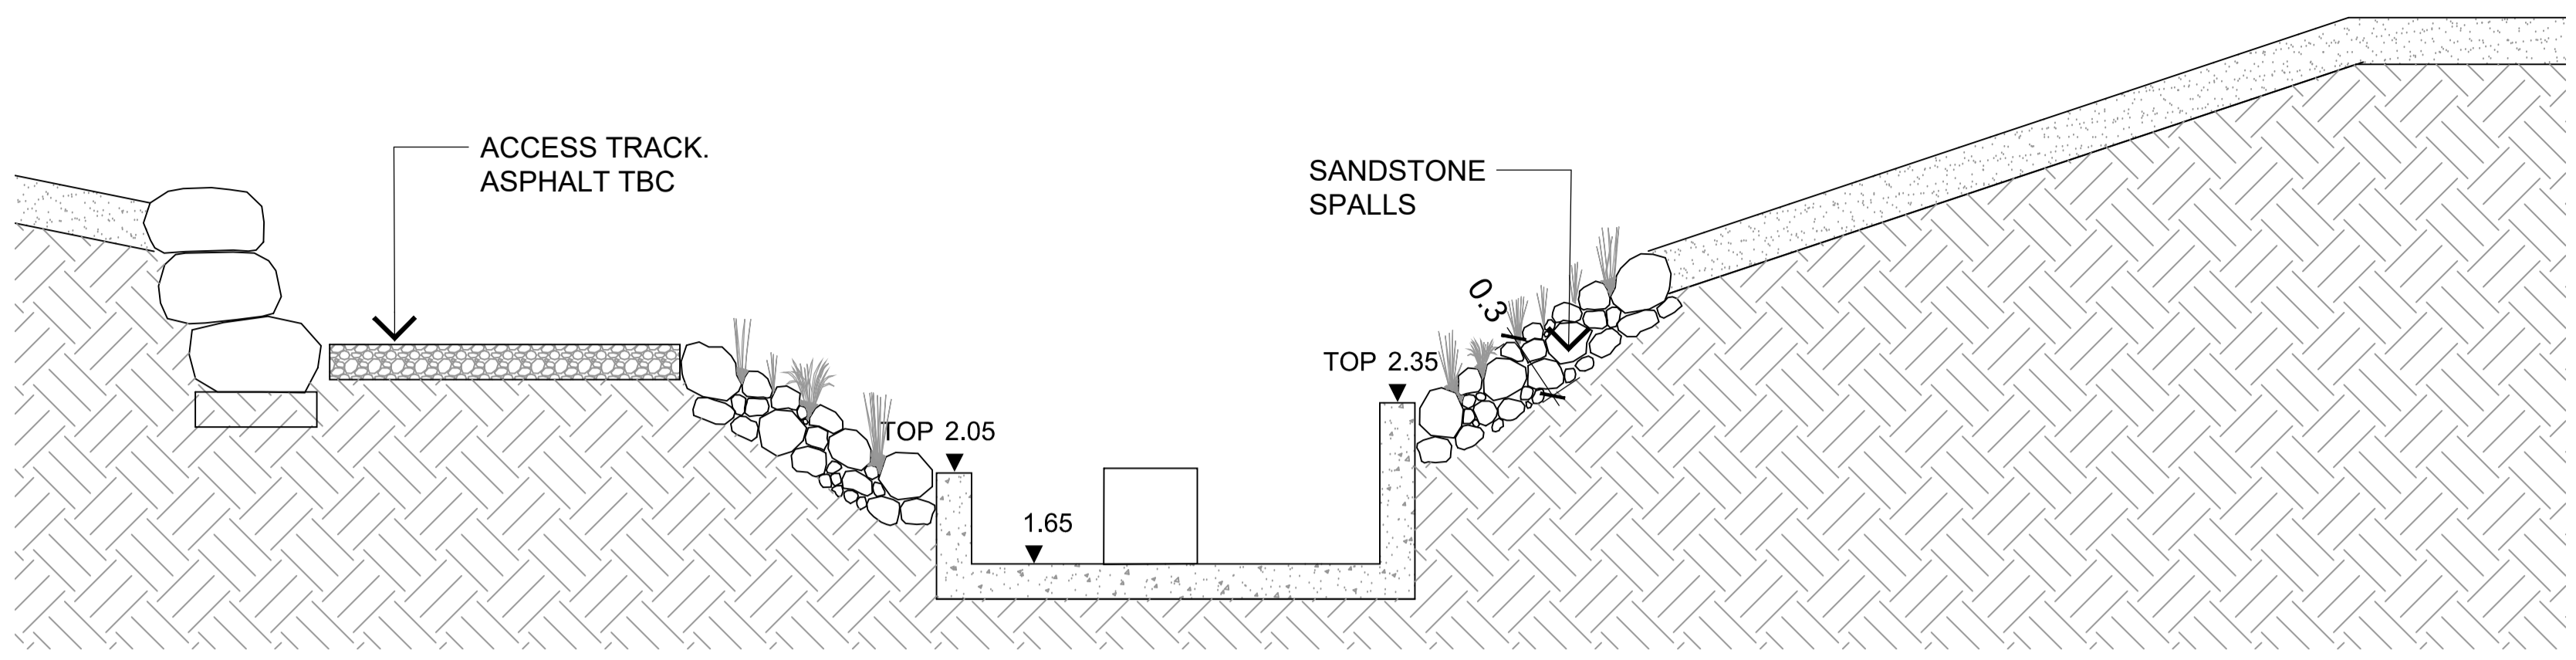 ACCESS TRACK.
ASPHALT TBC
SANDSTONE
SPALLS
0.3
TOP 2.35
TOP 2.05
1.65